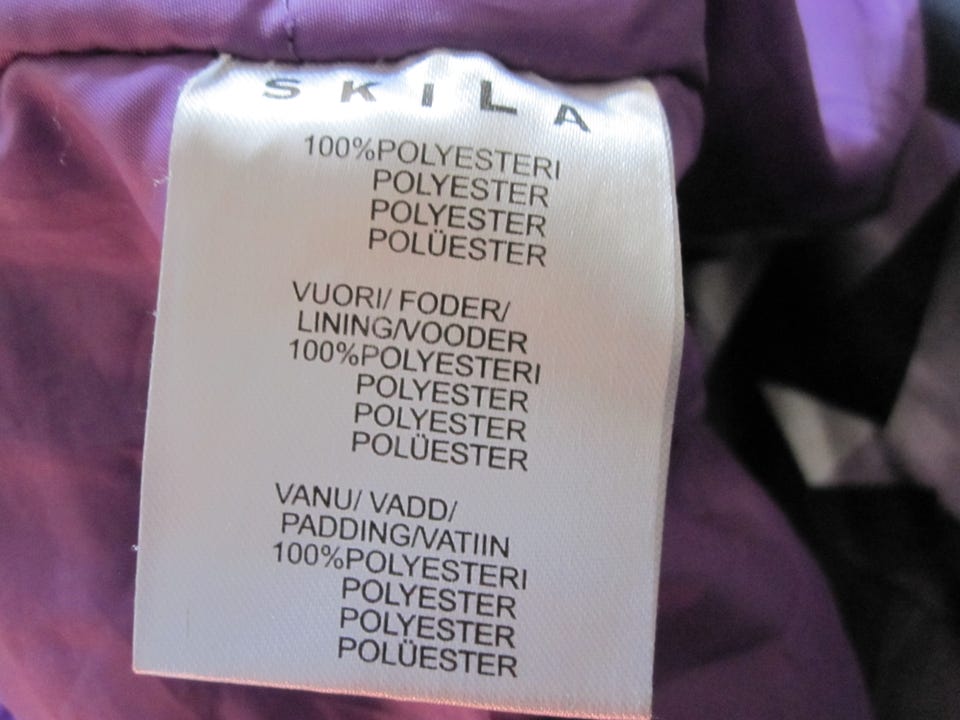 SKILA
100%POLYESTERI
POLYESTER
POLYESTER
POLÜESTER
VUORI/ FODER/
LINING/VOODER
100%POLYESTERI
POLYESTER
POLYESTER
POLÜESTER
VANU/ VADD/
PADDING/VATIIN
100%POLYESTERI
POLYESTER
POLYESTER
POLÜESTER